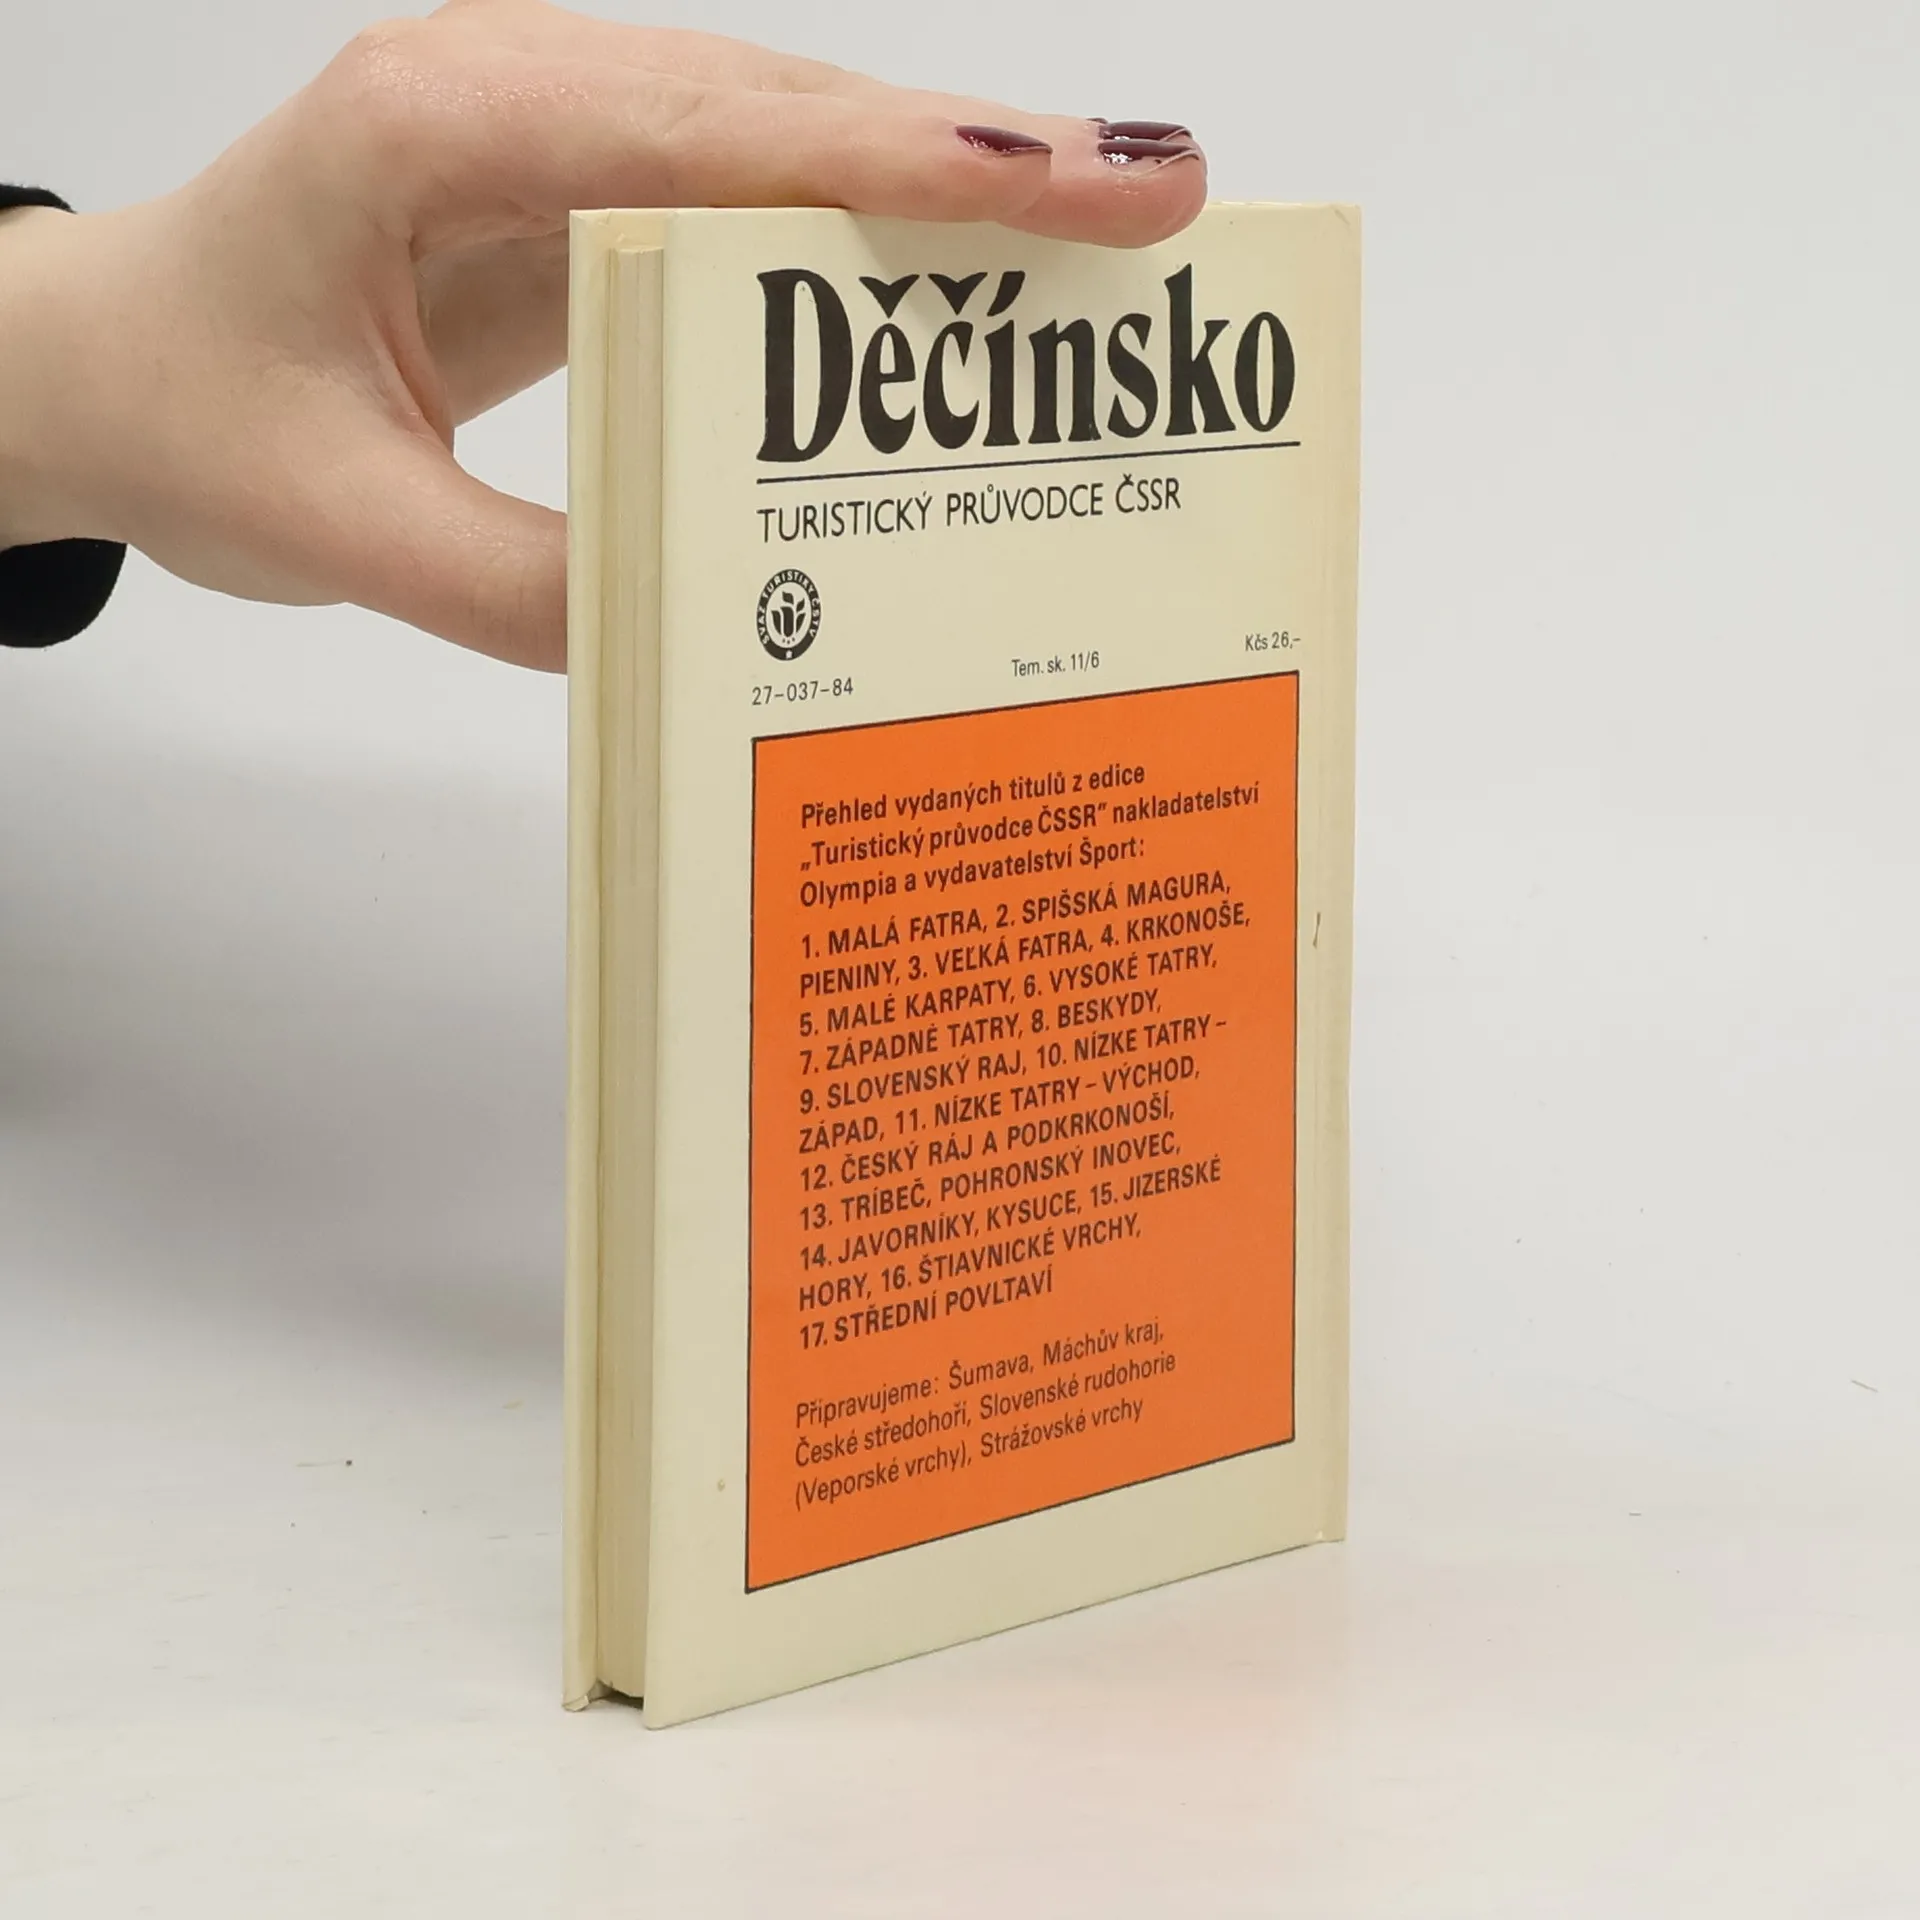 Děčínsko
TURISTICKÝ PRŮVODCE ČSSR
SVAZ TURISTIKY ČSTV
27-037-84
Tem. sk. 11/6
Kčs 26,-
Přehled vydaných titulů z edice
„Turistický průvodce ČSSR" nakladatelství
Olympia a vydavatelství Šport:
1. MALÁ FATRA, 2. SPIŠSKÁ MAGURA,
PIENINY, 3. VEĽKÁ FATRA, 4. KRKONOŠE,
5. MALÉ KARPATY, 6. VYSOKÉ TATRY,
7. ZÁPADNÉ TATRY, 8. BESKYDY,
9. SLOVENSKÝ RAJ, 10. NÍZKE TATRY –
ZÁPAD, 11. NÍZKE TATRY – VÝCHOD,
12. ČESKÝ RÁJ A PODKRKONOŠÍ,
13. TRÍBEČ, POHRONSKÝ INOVEC,
14. JAVORNÍKY, KYSUCE, 15. JIZERSKÉ
HORY, 16. ŠTIAVNICKÉ VRCHY,
17. STŘEDNÍ POVLTAVÍ
Připravujeme: Šumava, Máchův kraj,
České středohoří, Slovenské rudohorie
(Veporské vrchy), Strážovské vrchy